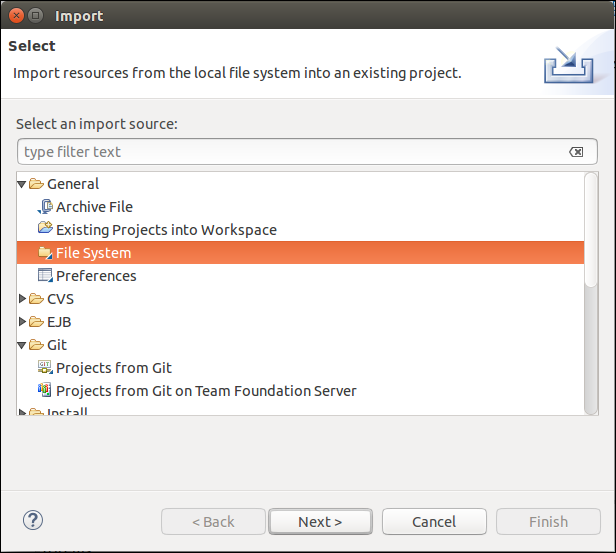 Import
Select
Import resources from the local file system into an existing project.
Select an import source:
type filter text
General
Archive File
Existing Projects into Workspace
File System
Preferences
CVS
EJB
Git
GIT
Projects from Git
Projects from Git on Team Foundation Server
Install
?
< Back
Next >
Cancel
Finish